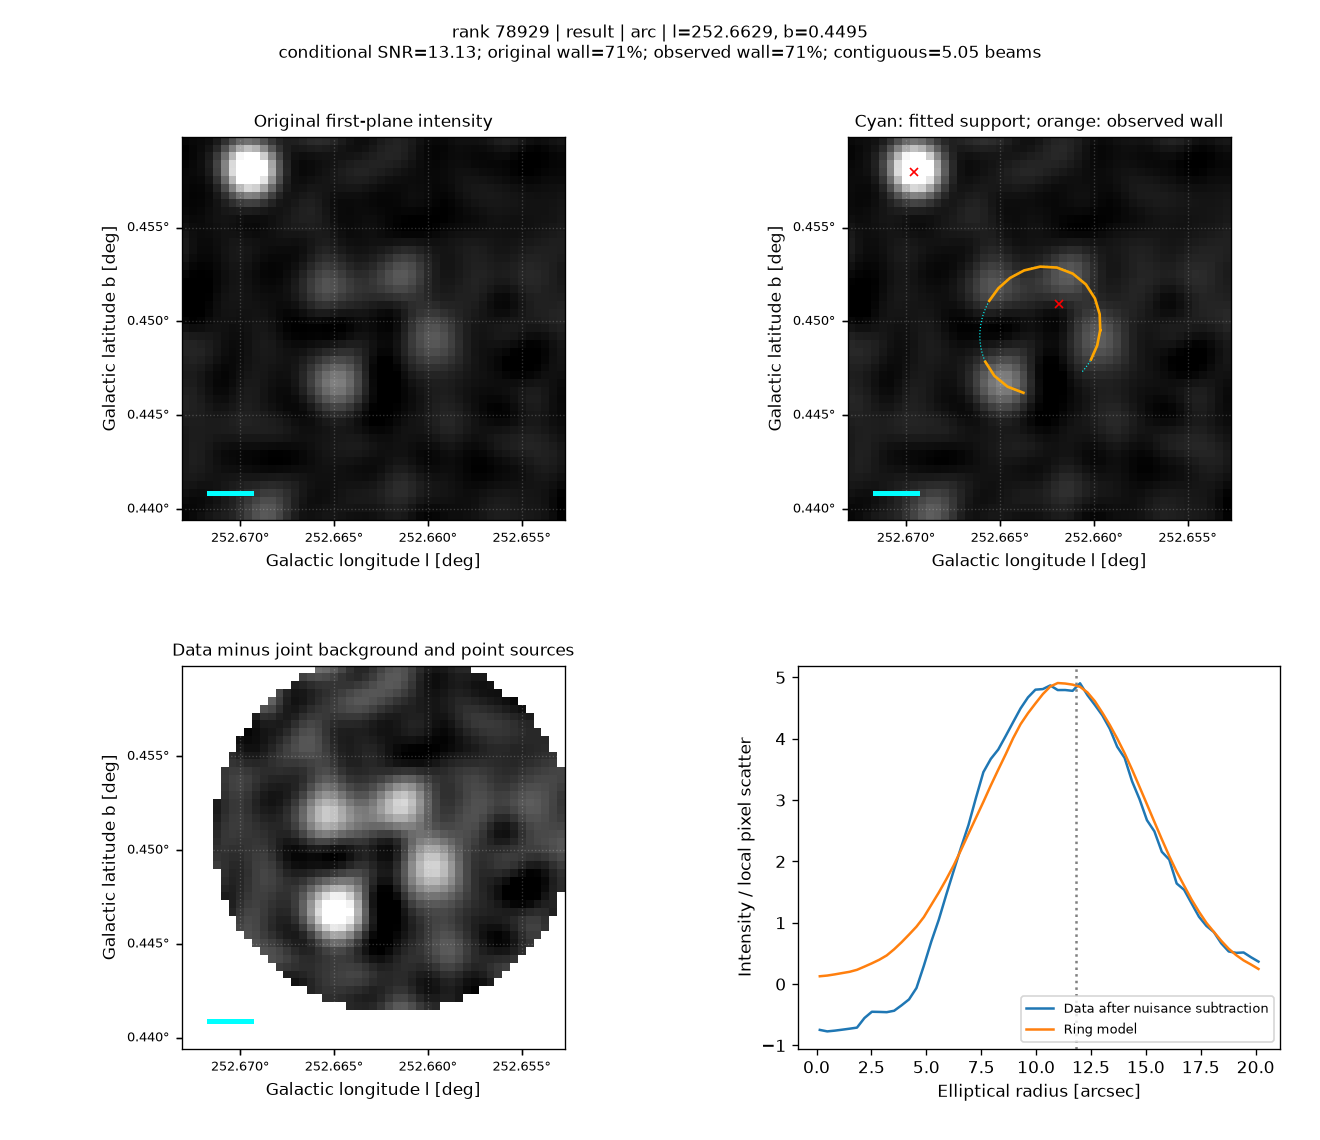 rank 78929 | result | arc | l=252.6629, b=0.4495
conditional SNR=13.13; original wall=71%; observed wall=71%; contiguous=5.05 beams
Original first-plane intensity
0.455°
0.450°
0.445°
0.440°
Galactic latitude b [deg]
252.670° 252.665° 252.660° 252.655°
Galactic longitude l [deg]
Cyan: fitted support; orange: observed wall
0.455°
0.450°
0.445°
0.440°
Galactic latitude b [deg]
252.670° 252.665° 252.660° 252.655°
Galactic longitude l [deg]
Data minus joint background and point sources
0.455°
0.450°
0.445°
0.440°
Galactic latitude b [deg]
252.670° 252.665° 252.660° 252.655°
Galactic longitude l [deg]
5
4
3
2
1
0
−1
Intensity / local pixel scatter
Data after nuisance subtraction
Ring model
0.0 2.5 5.0 7.5 10.0 12.5 15.0 17.5 20.0
Elliptical radius [arcsec]